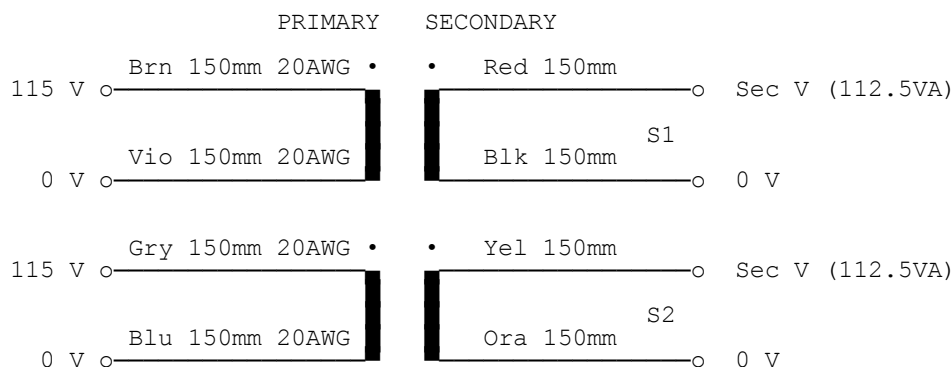 PRIMARY SECONDARY
Brn 150mm 20AWG • • Red 150mm
115 V Sec V (112.5VA)
S1
Vio 150mm 20AWG Blk 150mm
0 V 0 V
Gry 150mm 20AWG • • Yel 150mm
115 V Sec V (112.5VA)
S2
Blu 150mm 20AWG Ora 150mm
0 V 0 V